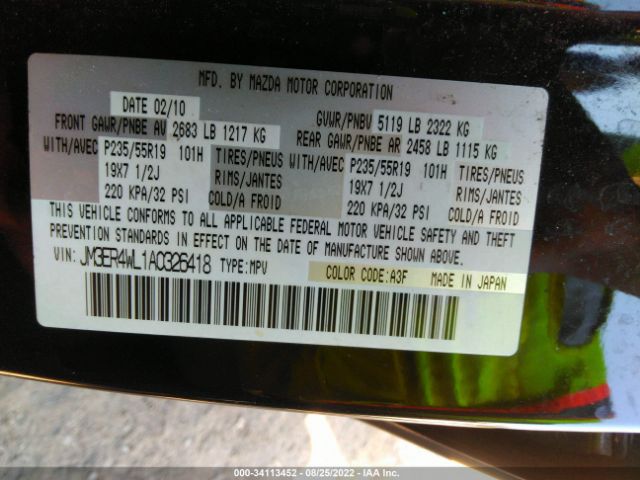 MFD. BY MAZDA MOTOR CORPORATION
DATE 02/10
GVWR/PNBV 5119 LB 2322 KG
FRONT GAWR/PNBE AV 2683 LB 1217 KG
REAR GAWR/PNBE AR 2458 LB 1115 KG
WITH/AVEC P235/55R19 101H TIRES/PNEUS WITH/AVEC P235/55R19 101H TIRES/PNEUS
19X7 1/2J RIMS/JANTES 19X7 1/2J RIMS/JANTES
220 KPA/32 PSI COLD/A FROID 220 KPA/32 PSI COLD/A FROID
THIS VEHICLE CONFORMS TO ALL APPLICABLE FEDERAL MOTOR VEHICLE SAFETY AND THEFT
PREVENTION STANDARDS IN EFFECT ON THE DATE OF MANUFACTURE SHOWN ABOVE.
VIN: JM3ER4WL1A0326418 TYPE:MPV COLOR CODE:A3F MADE IN JAPAN
000-34113452 - 08/25/2022 - IAA Inc.